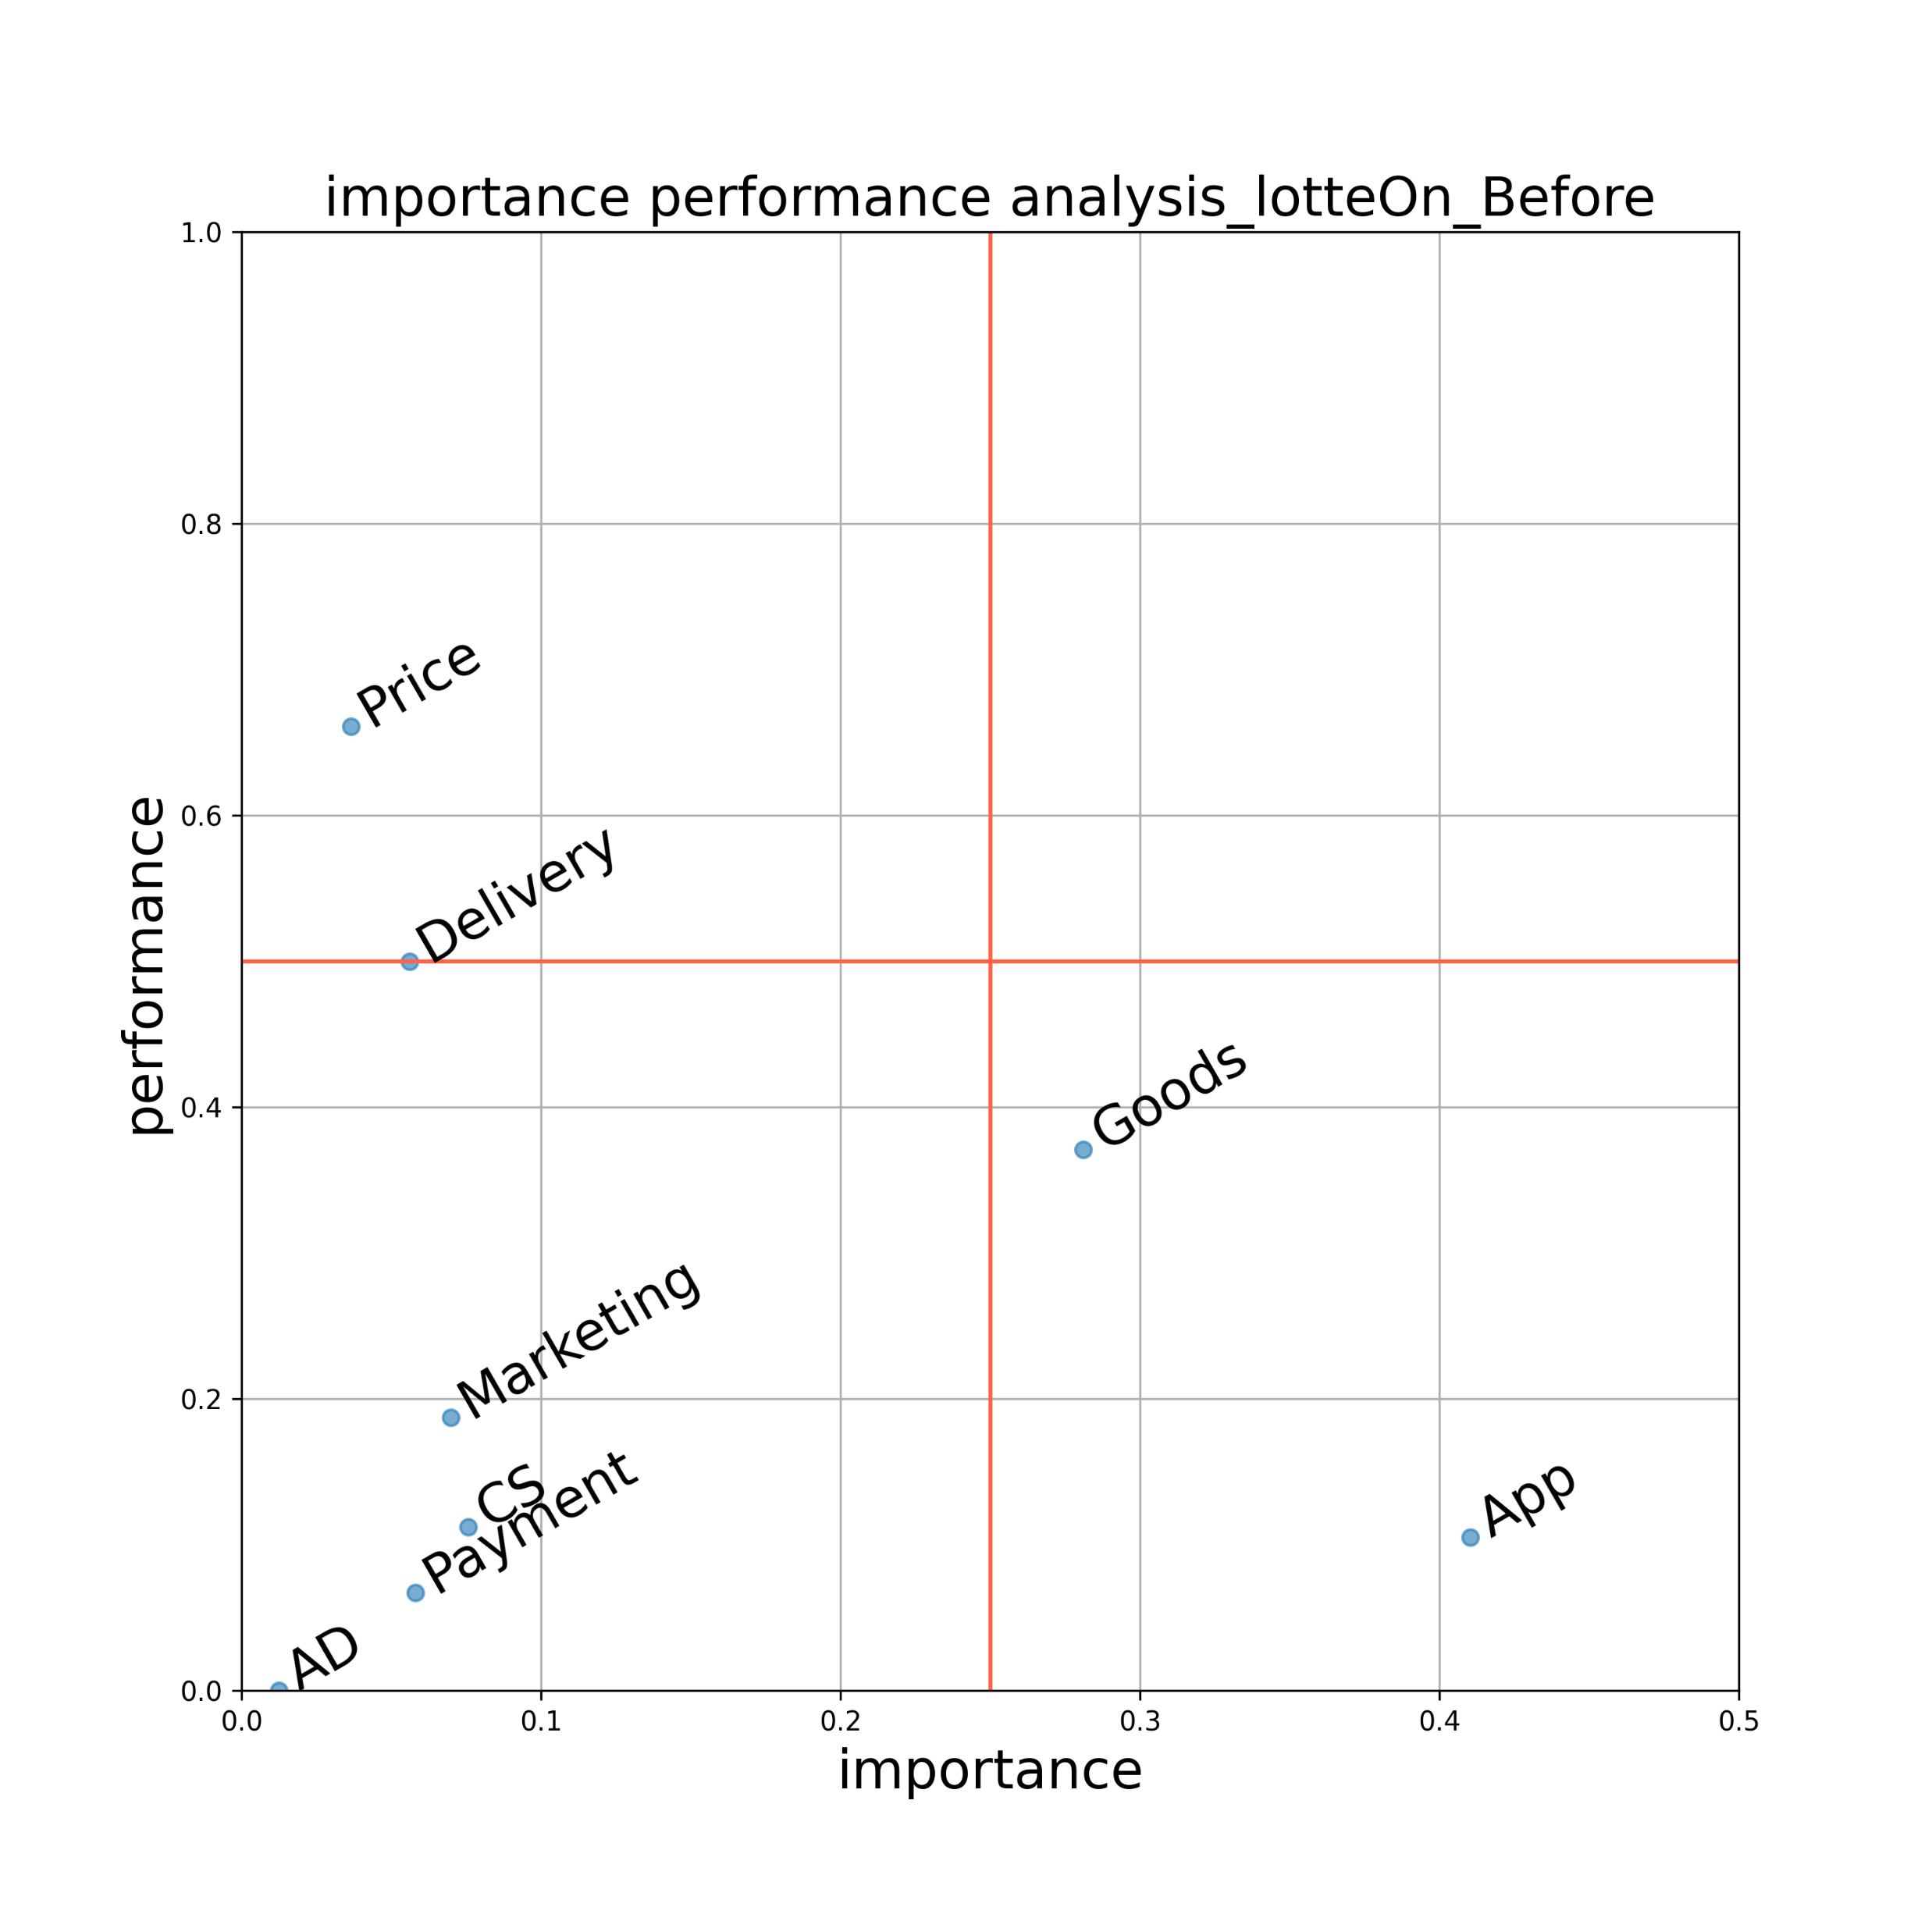 importance performance analysis_lotteOn_Before
1.0
0.8
0.6
0.4
0.2
0.0
performance
Price
Delivery
Goods
Marketing
CS
Payment
App
AD
0.0 0.1 0.2 0.3 0.4 0.5
importance